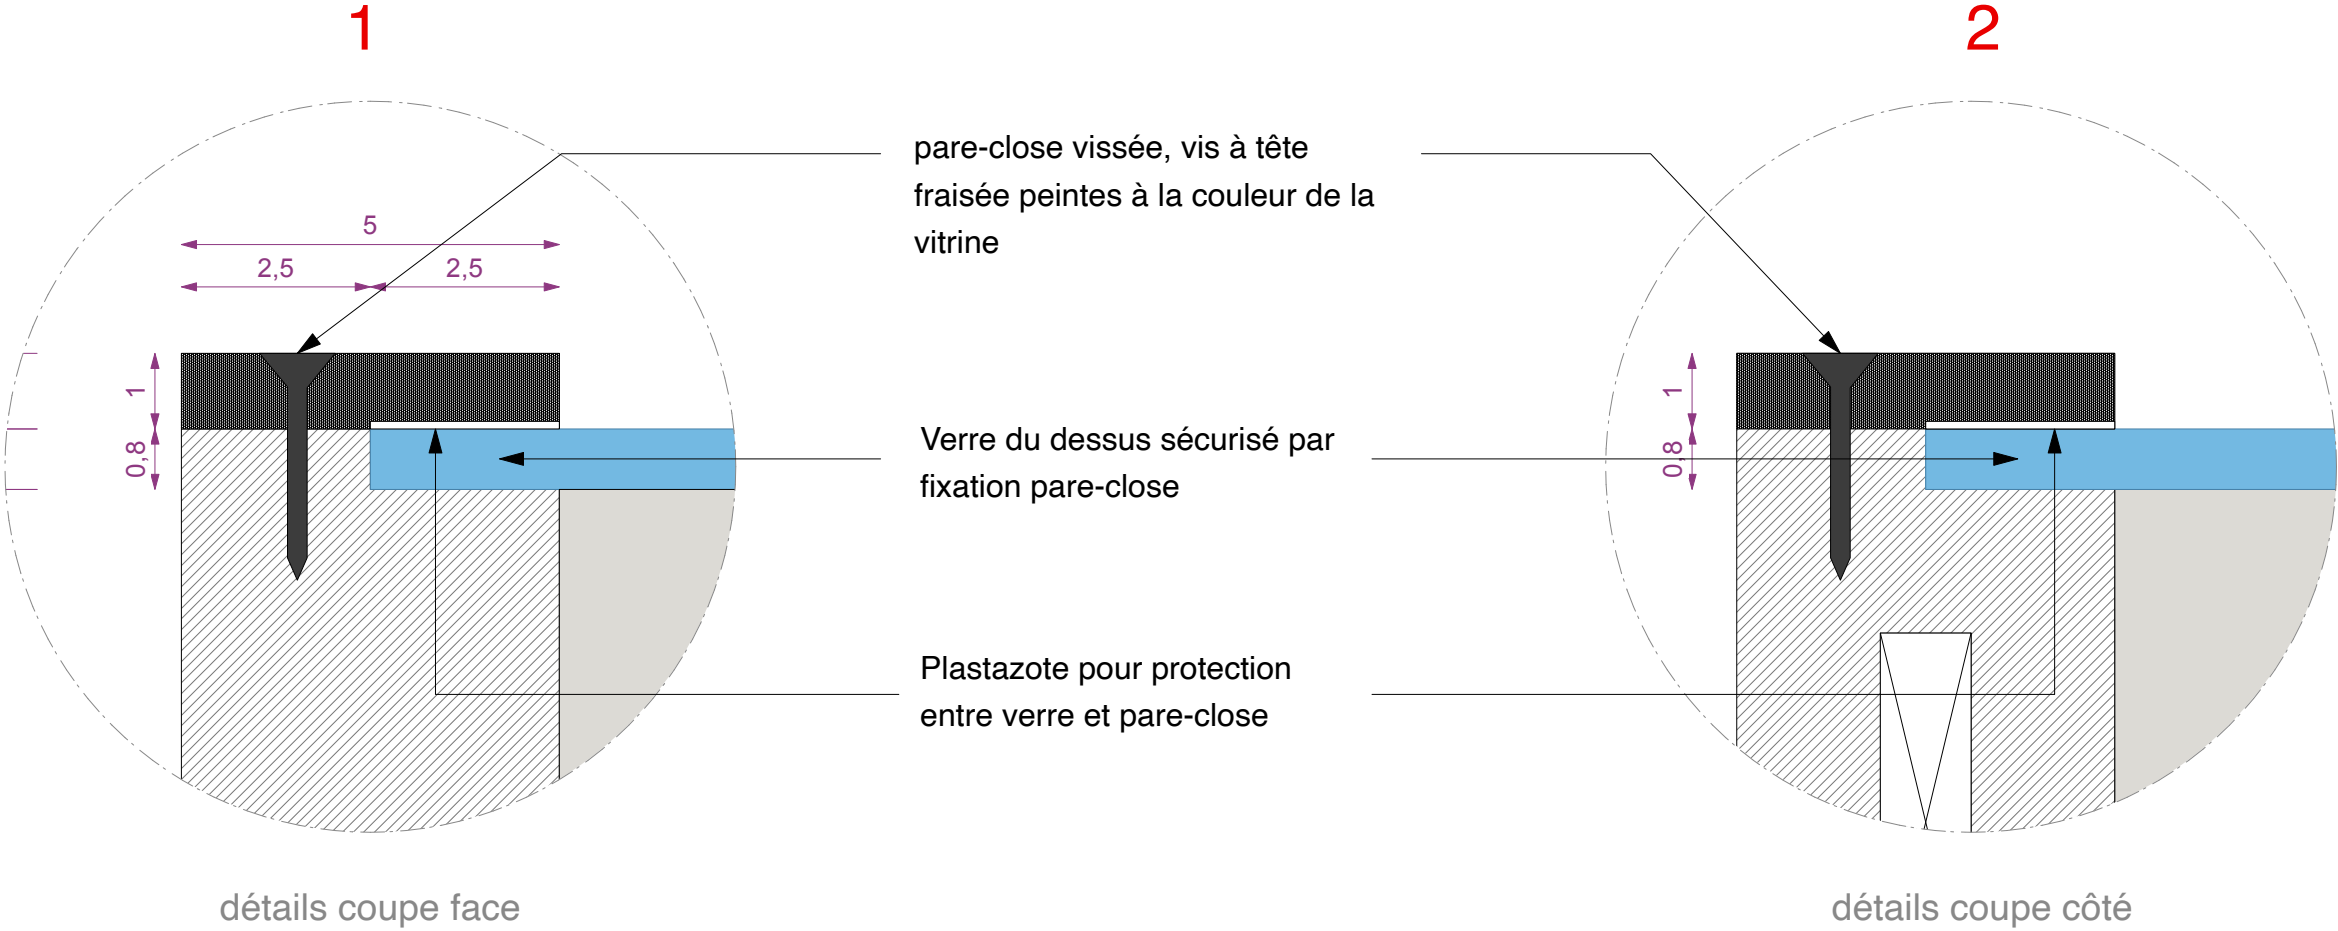 1
2
pare-close vissée, vis à tête
fraisée peintes à la couleur de la
vitrine
5
2,5
2,5
1
0,8
1
0,8
Verre du dessus sécurisé par
fixation pare-close
Plastazote pour protection
entre verre et pare-close
détails coupe face
détails coupe côté